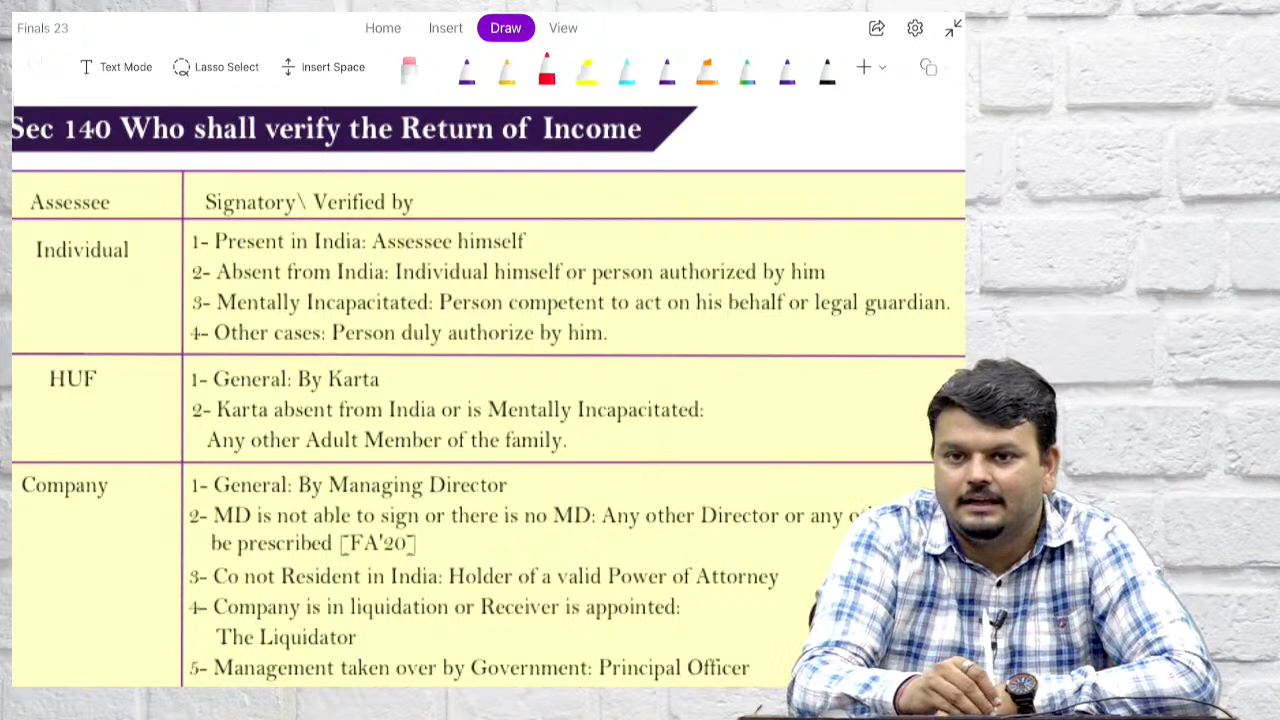 Finals 23
Home Insert Draw View
Text Mode Lasso Select Insert Space
Sec 140 Who shall verify the Return of Income
Assessee Signatory\ Verified by
Individual
1- Present in India: Assessee himself
2- Absent from India: Individual himself or person authorized by him
3- Mentally Incapacitated: Person competent to act on his behalf or legal guardian.
4- Other cases: Person duly authorize by him.
HUF
1- General: By Karta
2- Karta absent from India or is Mentally Incapacitated:
Any other Adult Member of the family.
Company
1- General: By Managing Director
2- MD is not able to sign or there is no MD: Any other Director or any
be prescribed [FA'20]
3- Co not Resident in India: Holder of a valid Power of Attorney
4- Company is in liquidation or Receiver is appointed:
The Liquidator
5- Management taken over by Government: Principal Officer